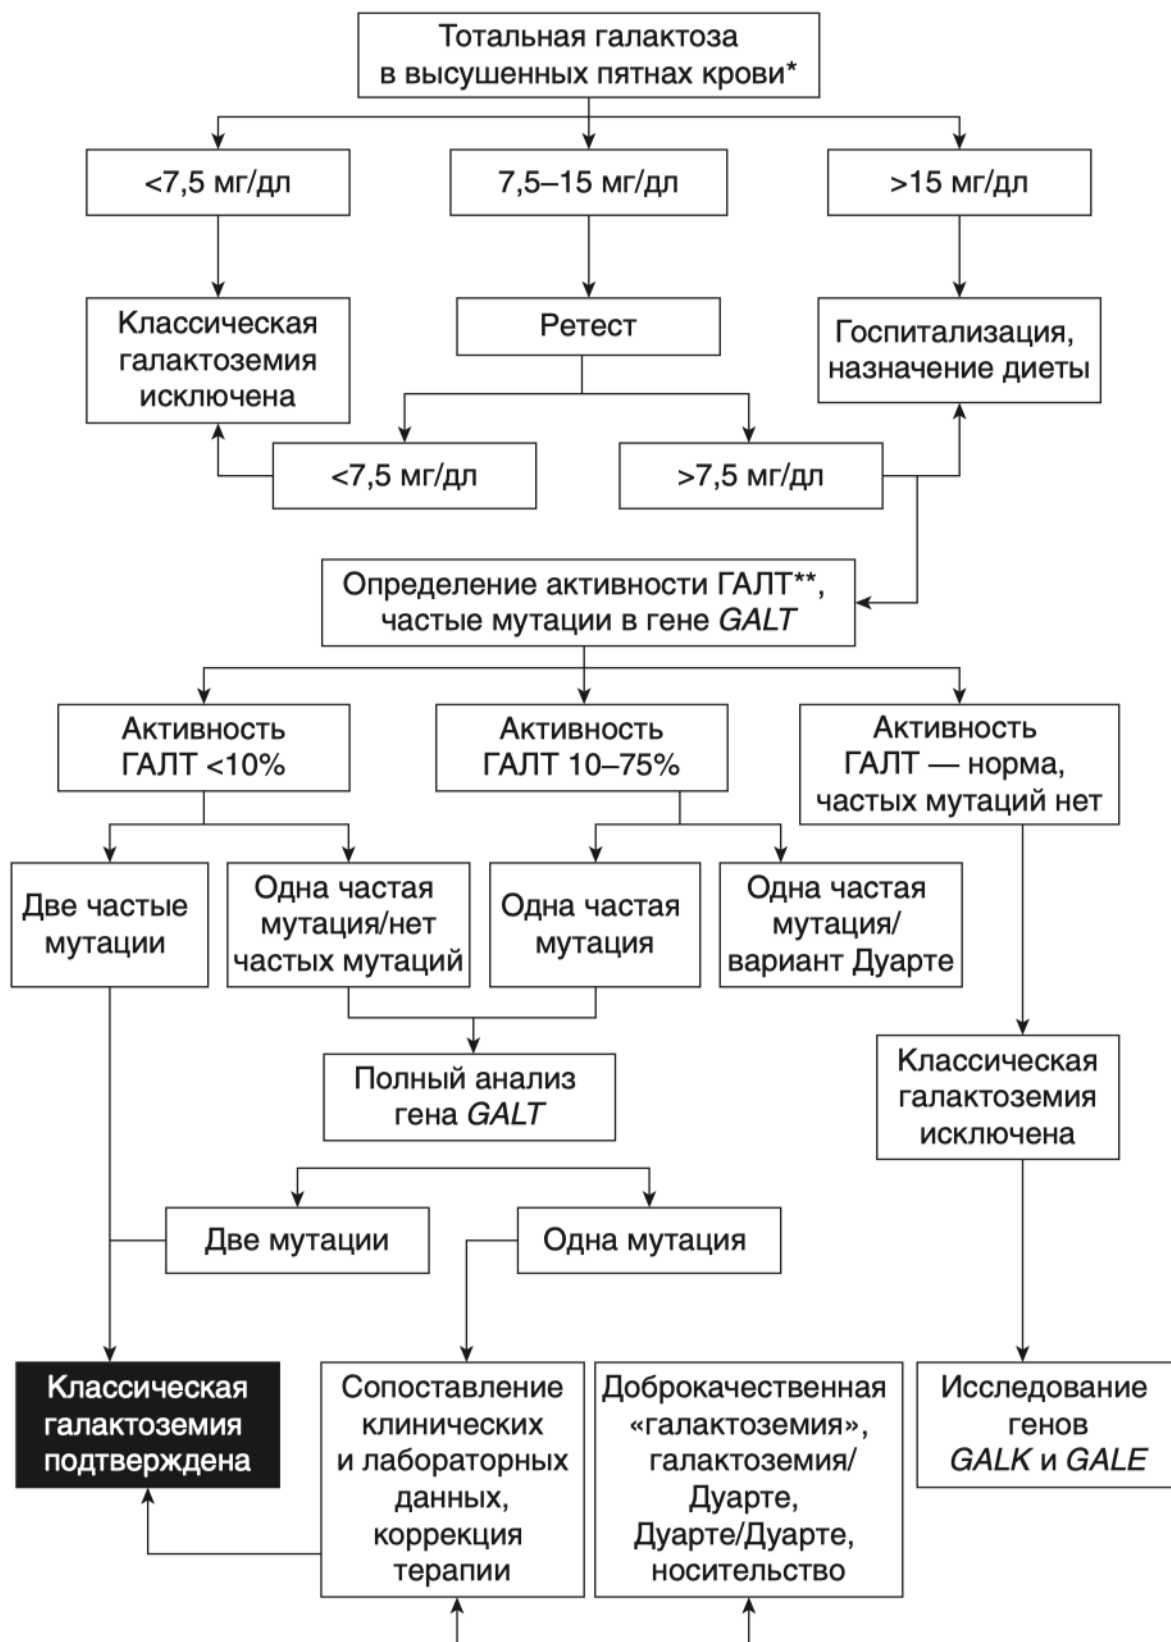 Тотальная галактоза
в высушенных пятнах крови*
<7,5 мг/дл
7,5–15 мг/дл
>15 мг/дл
Классическая
галактоземия
исключена
Ретест
Госпитализация,
назначение диеты
<7,5 мг/дл
>7,5 мг/дл
Определение активности ГАЛТ**,
частые мутации в гене GALT
Активность
ГАЛТ <10%
Активность
ГАЛТ 10–75%
Активность
ГАЛТ — норма,
частых мутаций нет
Две частые
мутации
Одна частая
мутация/нет
частых мутаций
Одна частая
мутация
Одна частая
мутация/
вариант Дуарте
Полный анализ
гена GALT
Классическая
галактоземия
исключена
Две мутации
Одна мутация
Классическая
галактоземия
подтверждена
Сопоставление
клинических
и лабораторных
данных,
коррекция
терапии
Доброкачественная
«галактоземия»,
галактоземия/
Дуарте,
Дуарте/Дуарте,
носительство
Исследование
генов
GALK и GALE